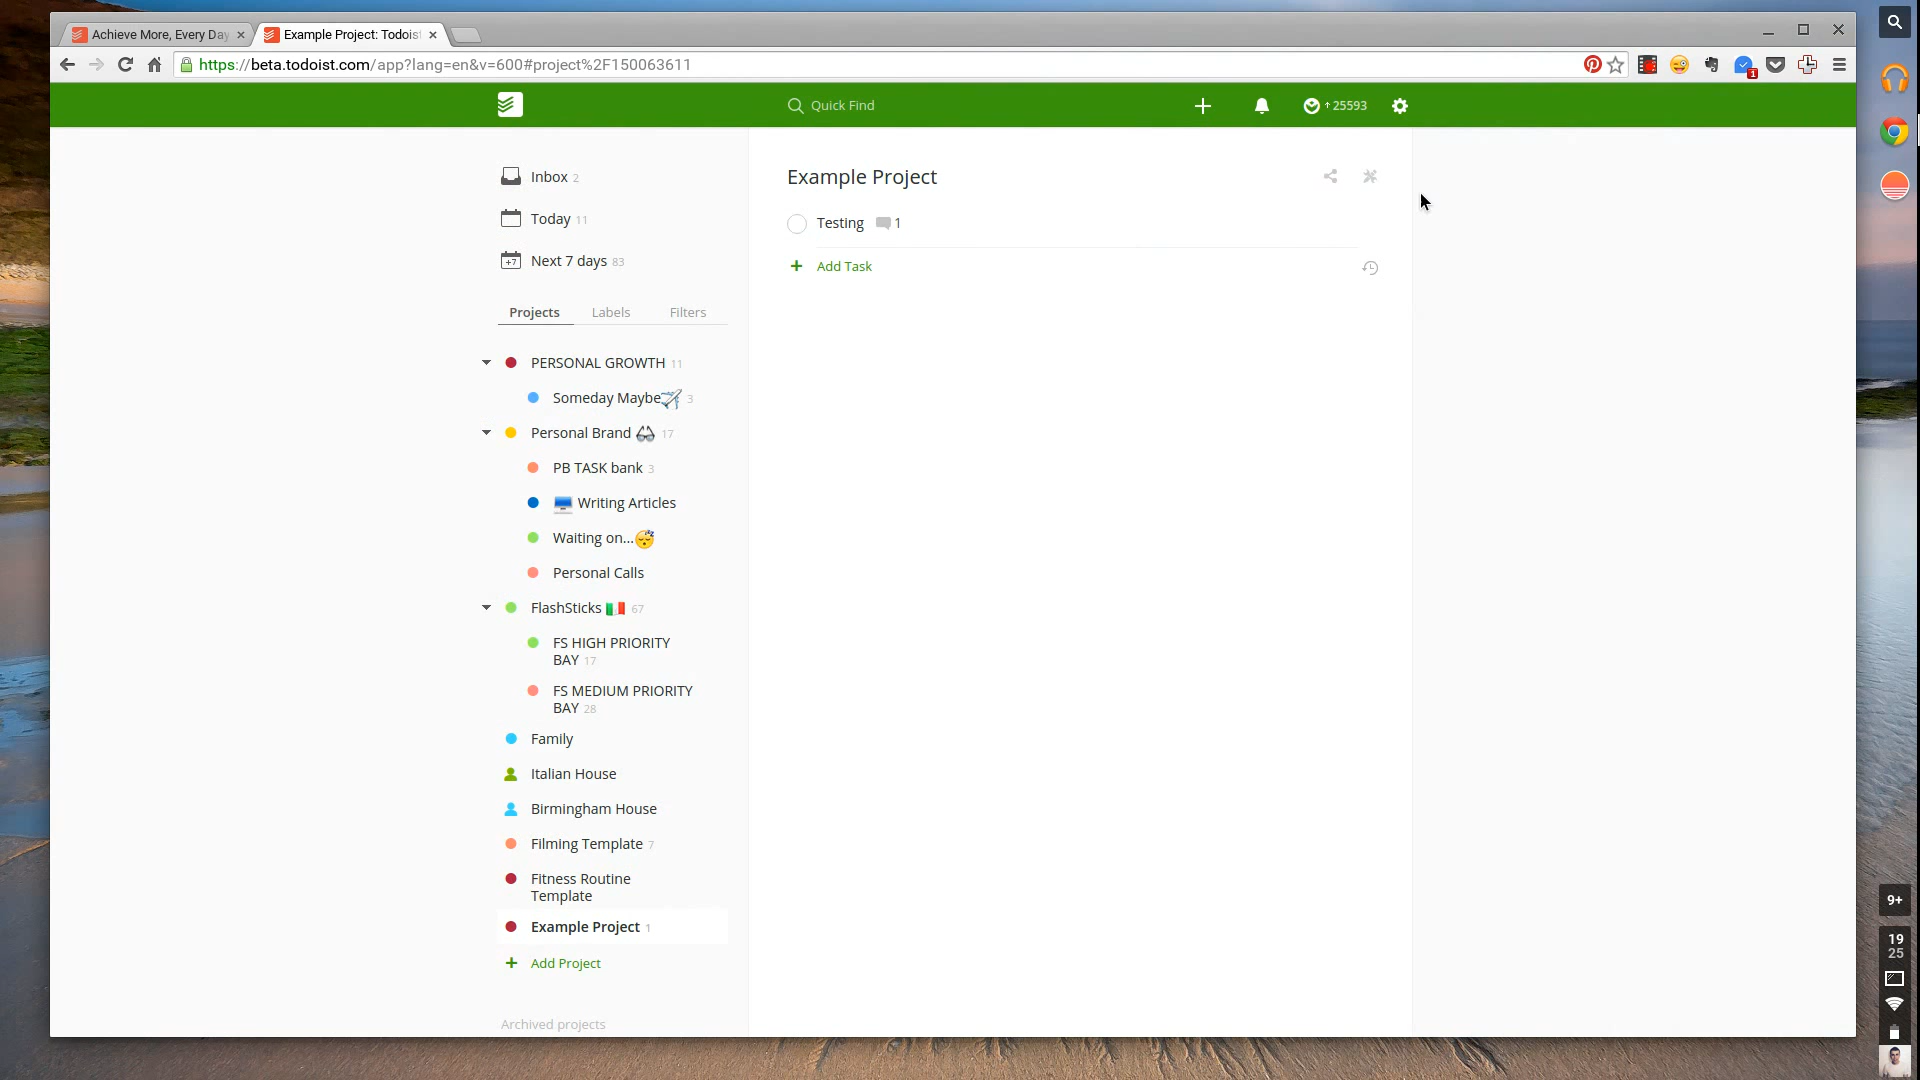 Achieve More, Every Day
Example Project: Todois
https://beta.todoist.com/app?lang=en&v=600#project%2F150063611
1
Quick Find
25593
Inbox 2
Today 11
+7 Next 7 days 83
Projects Labels Filters
PERSONAL GROWTH 11
Someday Maybe 3
Personal Brand 17
PB TASK bank 3
Writing Articles
Waiting on...
Personal Calls
FlashSticks 67
FS HIGH PRIORITY
BAY 17
FS MEDIUM PRIORITY
BAY 28
Family
Italian House
Birmingham House
Filming Template 7
Fitness Routine
Template
Example Project 1
Add Project
Archived projects
Example Project
Testing 1
Add Task
9+
19
25